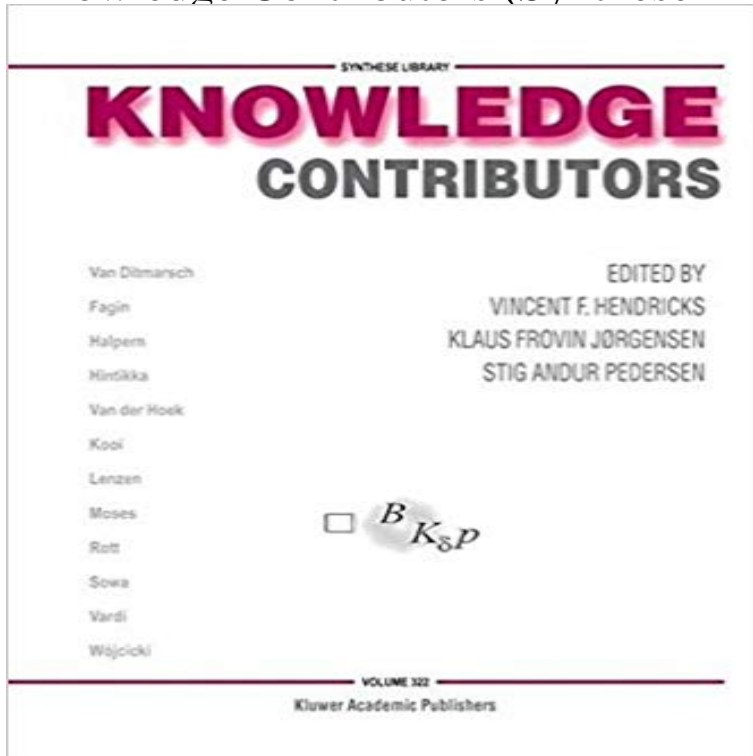 SYNTHESE LIBRARY
KNOWLEDGE
CONTRIBUTORS
Van Ditmarsch
Fagin
Halpern
Hintikka
Van der Hoek
Kooi
Lenzen
Moses
Rott
Sowa
Vardi
Wójcicki
EDITED BY
VINCENT F. HENDRICKS
KLAUS FROVIN JØRGENSEN
STIG ANDUR PEDERSEN
□ B K δ p
VOLUME 322
Kluwer Academic Publishers